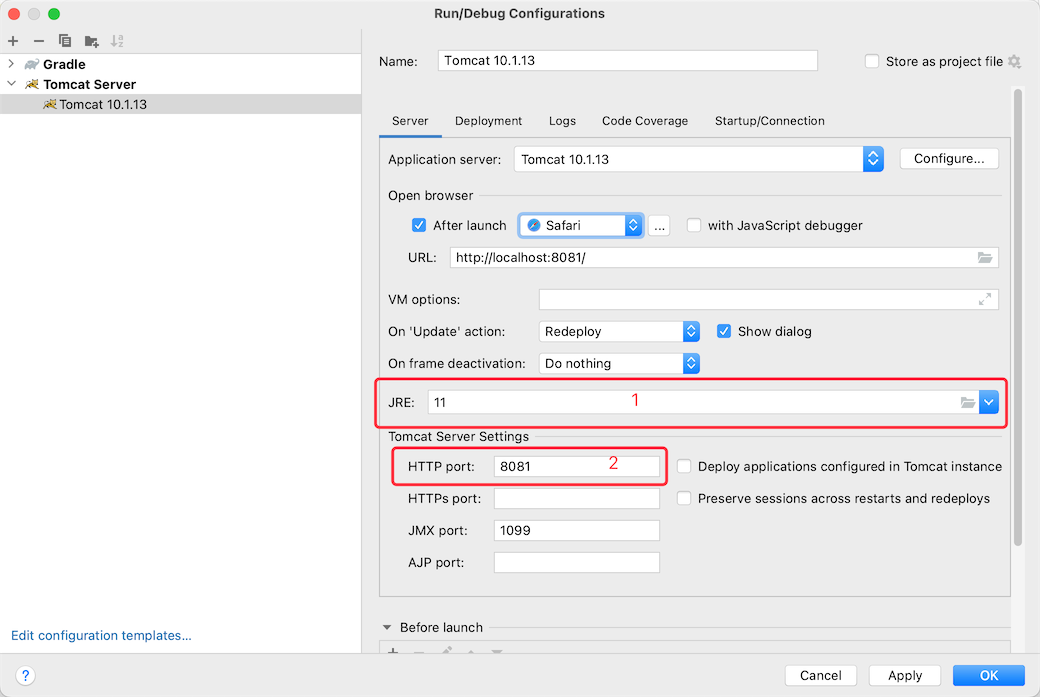 Run/Debug Configurations
Gradle
Tomcat Server
Tomcat 10.1.13
Edit configuration templates...
?
Name: Tomcat 10.1.13 Store as project file
Server Deployment Logs Code Coverage Startup/Connection
Application server: Tomcat 10.1.13 Configure...
Open browser
After launch Safari ... with JavaScript debugger
URL: http://localhost:8081/
VM options:
On 'Update' action: Redeploy Show dialog
On frame deactivation: Do nothing
JRE: 11 1
Tomcat Server Settings
HTTP port: 8081 2 Deploy applications configured in Tomcat instance
HTTPs port: Preserve sessions across restarts and redeploys
JMX port: 1099
AJP port:
Before launch
Cancel Apply OK